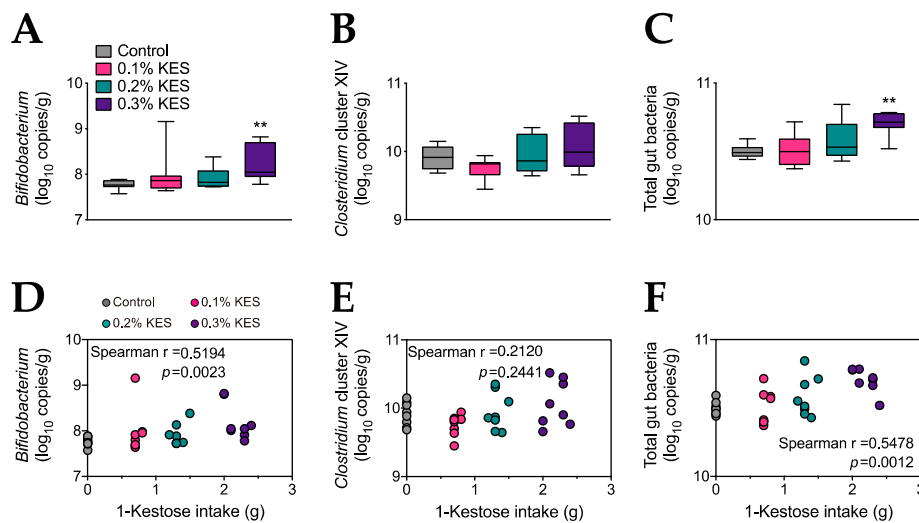 A
Control
0.1% KES
0.2% KES
0.3% KES
Bifidobacterium
(log10 copies/g)
10
9
8
7
**
B
Closteridium cluster XIV
(log10 copies/g)
11
10
9
C
Total gut bacteria
(log10 copies/g)
11
10
**
D
Control
0.1% KES
0.2% KES
0.3% KES
Bifidobacterium
(log10 copies/g)
10
9
8
7
Spearman r =0.5194
p=0.0023
0 1 2 3
1-Kestose intake (g)
E
Clostridium cluster XIV
(log10 copies/g)
11
10
9
Spearman r =0.2120
p=0.2441
0 1 2 3
1-Kestose intake (g)
F
Total gut bacteria
(log10 copies/g)
11
10
Spearman r =0.5478
p=0.0012
0 1 2 3
1-Kestose intake (g)